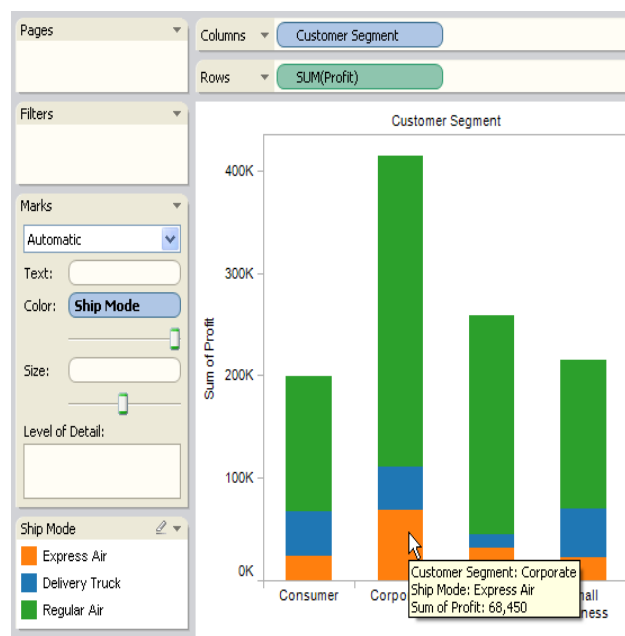 Pages
Columns Customer Segment
Rows SUM(Profit)
Filters
Marks
Automatic
Text:
Color: Ship Mode
Size:
Level of Detail:
Ship Mode
Express Air
Delivery Truck
Regular Air
Customer Segment
400K
300K
200K
100K
0K
Sum of Profit
Consumer
Customer Segment: Corporate
Ship Mode: Express Air
Sum of Profit: 68,450